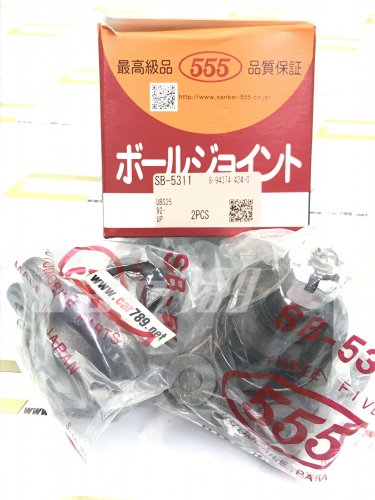 最高級品 555 品質保証
http://www.sankei-555.co.jp/
ボールジョイント
SB-5311 8-94374-424-0
UBS25
92-
UP 2PCS
SB-5
www.car789.net
JAPAN
SB-53
THREE FIVE
555